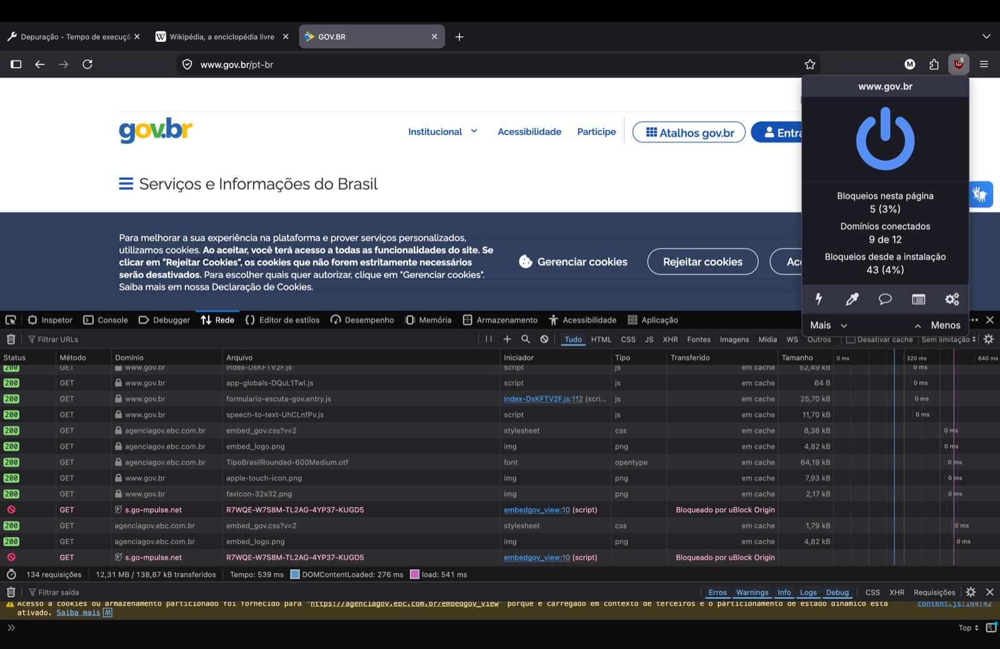 Depuração - Tempo de execuçã
Wikipédia, a enciclopédia livre
GOV.BR
www.gov.br/pt-br
M
5
www.gov.br
gov.br
Institucional
Acessibilidade
Participe
Atalhos gov.br
Entra
Serviços e Informações do Brasil
Bloqueios nesta página
5 (3%)
Domínios conectados
9 de 12
Bloqueios desde a instalação
43 (4%)
Mais
Menos
Para melhorar a sua experiência na plataforma e prover serviços personalizados,
utilizamos cookies. Ao aceitar, você terá acesso a todas as funcionalidades do site. Se
clicar em "Rejeitar Cookies", os cookies que não forem estritamente necessários
serão desativados. Para escolher quais quer autorizar, clique em "Gerenciar cookies".
Saiba mais em nossa Declaração de Cookies.
Gerenciar cookies
Rejeitar cookies
Ace
Inspetor Console Debugger Rede Editor de estilos Desempenho Memória Armazenamento Acessibilidade Aplicação
Filtrar URLs
Tudo HTML CSS JS XHR Fontes Imagens Mídia WS Outros Desativar cache Sem limitação
Status Método Domínio Arquivo Iniciador Tipo Transferido Tamanho 0 ms 320 ms 640 ms
200 GET www.gov.br index-DsKFTV2F.js script js em cache 52,49 kB 0 ms
200 GET www.gov.br app-globals-DQuL1Twl.js script js em cache 64 B 0 ms
200 GET www.gov.br formulario-escuta-gov.entry.js index-DsKFTV2F.js:112 (scri... js em cache 25,70 kB 0 ms
200 GET www.gov.br speech-to-text-UhCLnfPv.js script js em cache 11,70 kB 0 ms
200 GET agenciagov.ebc.com.br embed_gov.css?v=2 stylesheet css em cache 8,38 kB 0 ms
200 GET agenciagov.ebc.com.br embed_logo.png img png em cache 4,82 kB 0 ms
200 GET agenciagov.ebc.com.br TipoBrasilRounded-600Medium.otf font opentype em cache 64,19 kB 0 ms
200 GET www.gov.br apple-touch-icon.png img png em cache 7,93 kB 0 ms
200 GET www.gov.br favicon-32x32.png img png em cache 2,17 kB 0 ms
GET s.go-mpulse.net R7WQE-W7S8M-TL2AG-4YP37-KUGD5 embedgov_view:10 (script) Bloqueado por uBlock Origin
200 GET agenciagov.ebc.com.br embed_gov.css?v=2 stylesheet css em cache 1,79 kB 0 ms
200 GET agenciagov.ebc.com.br embed_logo.png img png em cache 4,82 kB 0 ms
GET s.go-mpulse.net R7WQE-W7S8M-TL2AG-4YP37-KUGD5 embedgov_view:10 (script) Bloqueado por uBlock Origin
134 requisições 12,31 MB / 138,87 kB transferidos Tempo: 539 ms DOMContentLoaded: 276 ms load: 541 ms
Filtrar saída
Erros Warnings Info Logs Debug CSS XHR Requisições
Acesso a cookies ou armazenamento particionado foi fornecido para "https://agenciagov.ebc.com.br/embedgov_view" porque é carregado em contexto de terceiros e o particionamento de estado dinâmico está content.js:164:42
ativado. Saiba mais
Top